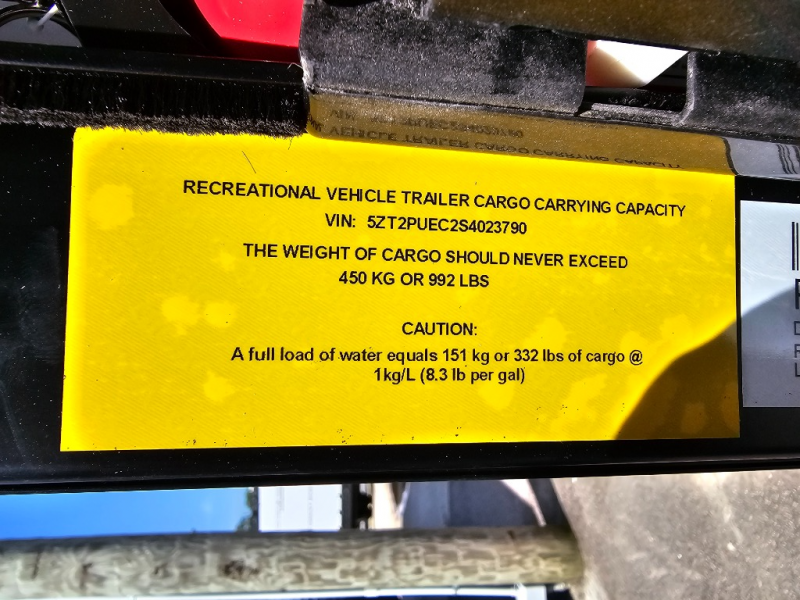 RECREATIONAL VEHICLE TRAILER CARGO CARRYING CAPACITY
VIN: 5ZT2PUEC2S4023790
THE WEIGHT OF CARGO SHOULD NEVER EXCEED
450 KG OR 992 LBS
CAUTION:
A full load of water equals 151 kg or 332 lbs of cargo @
1kg/L (8.3 lb per gal)